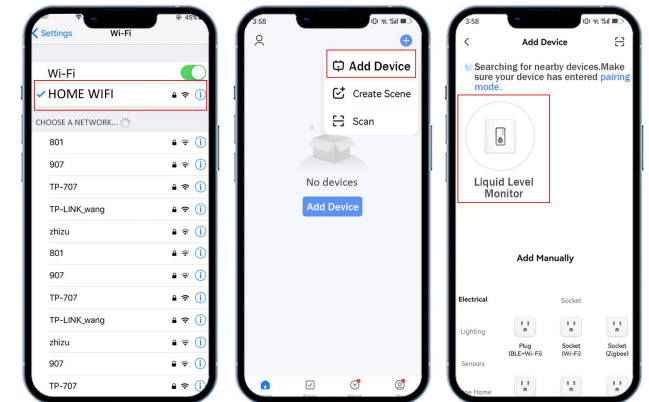 45%
Settings
Wi-Fi
Wi-Fi
HOME WIFI
CHOOSE A NETWORK...
801
907
TP-707
TP-LINK_wang
zhizu
801
907
TP-707
TP-LINK_wang
zhizu
907
TP-707
3:58
Add Device
Create Scene
Scan
No devices
Add Device
3:58
Add Device
Searching for nearby devices.Make
sure your device has entered pairing
mode.
Liquid Level
Monitor
Add Manually
Electrical
Socket
Lighting
Plug
(BLE+Wi-Fi)
Socket
(Wi-Fi)
Socket
(Zigbee)
Sensors
Home